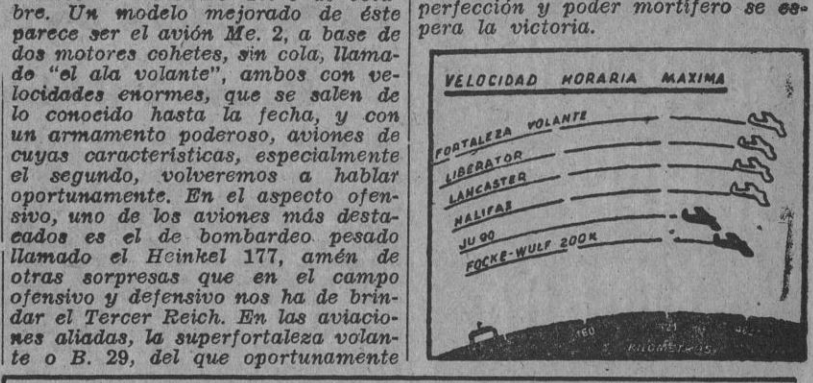 bre. Un modelo mejorado de éste
parece ser el avión Me. 2, a base de
dos motores cohetes, sin cola, llama-
do "el ala volante", ambos con ve-
locidades enormes, que se salen de
lo conocido hasta la fecha, y con
un armamento poderoso, aviones de
cuyas características, especialmente
el segundo, volveremos a hablar
oportunamente. En el aspecto ofen-
sivo, uno de los aviones más desta-
cados es el de bombardeo pesado
llamado el Heinkel 177, amén de
otras sorpresas que en el campo
ofensivo y defensivo nos ha de brin-
dar el Tercer Reich. En las aviacio-
nes aliadas, la superfortaleza volan-
te o B. 29, del que oportunamente
perfección y poder mortífero se es-
pera la victoria.
VELOCIDAD HORARIA MAXIMA
FORTALEZA VOLANTE
LIBERATOR
LANCASTER
HALIFAX
JU 90
FOCKE-WULF 200K
160
KILOMETROS